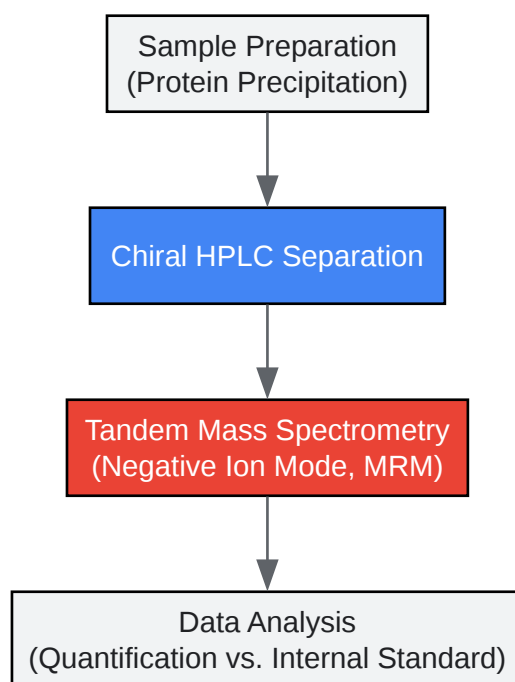 Sample Preparation
(Protein Precipitation)
Chiral HPLC Separation
Tandem Mass Spectrometry
(Negative Ion Mode, MRM)
Data Analysis
(Quantification vs. Internal Standard)